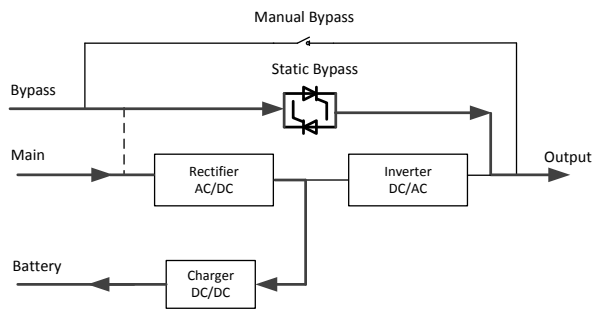 Manual Bypass
Static Bypass
Bypass
Main
Rectifier
AC/DC
Inverter
DC/AC
Output
Battery
Charger
DC/DC